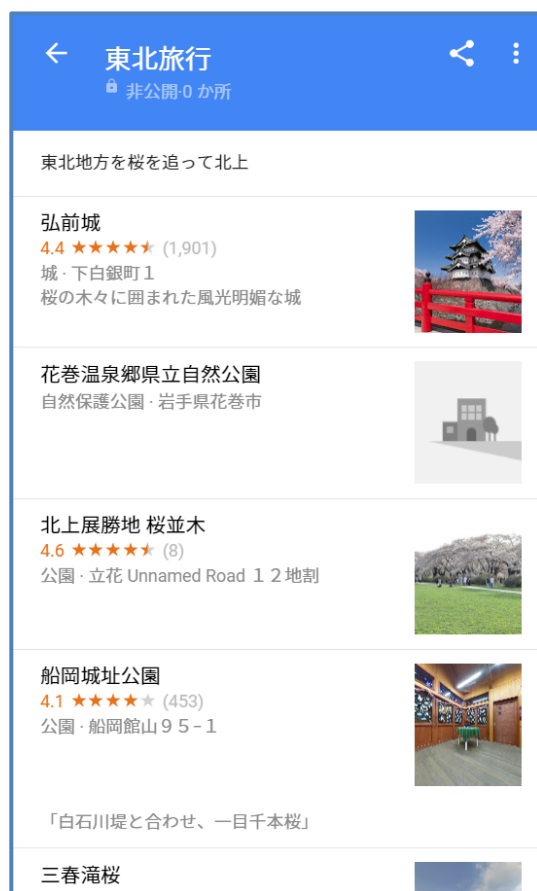 東北旅行
非公開·0 か所
東北地方を桜を追って北上
弘前城
4.4 ★★★★★ (1,901)
城 · 下白銀町１
桜の木々に囲まれた風光明媚な城
花巻温泉郷県立自然公園
自然保護公園 · 岩手県花巻市
北上展勝地 桜並木
4.6 ★★★★★ (8)
公園 · 立花 Unnamed Road １２地割
船岡城址公園
4.1 ★★★★★ (453)
公園 · 船岡館山９５−１
「白石川堤と合わせ、一目千本桜」
三春滝桜